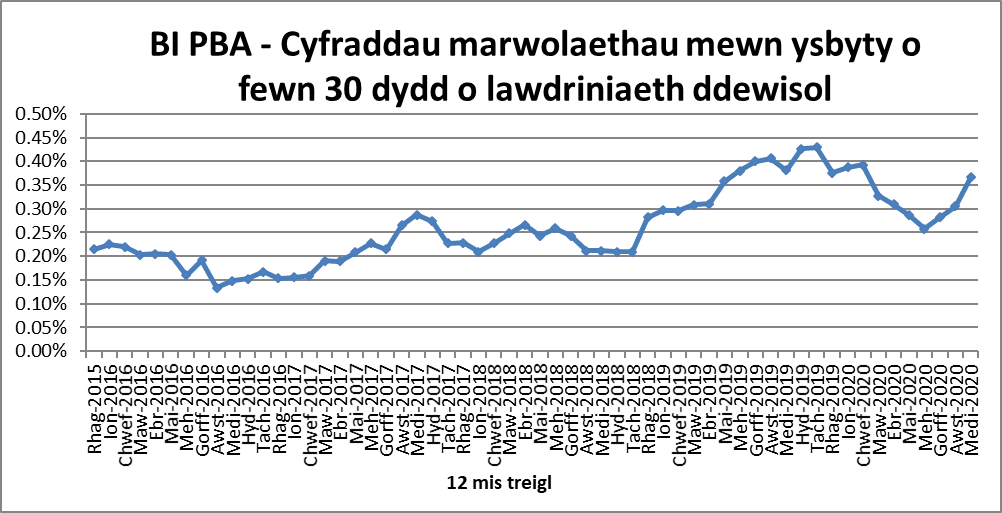 BI PBA - Cyfraddau marwolaethau mewn ysbyty o
fewn 30 dydd o lawdriniaeth ddewisol
0.50%
0.45%
0.40%
0.35%
0.30%
0.25%
0.20%
0.15%
0.10%
0.05%
0.00%
Rhag-2015
Ion-2016
Chwef-2016
Maw-2016
Ebr-2016
Mai-2016
Meh-2016
Gorff-2016
Awst-2016
Medi-2016
Hyd-2016
Tach-2016
Rhag-2016
Ion-2017
Chwef-2017
Maw-2017
Ebr-2017
Mai-2017
Meh-2017
Gorff-2017
Awst-2017
Medi-2017
Hyd-2017
Tach-2017
Rhag-2017
Ion-2018
Chwef-2018
Maw-2018
Ebr-2018
Mai-2018
Meh-2018
Gorff-2018
Awst-2018
Medi-2018
Hyd-2018
Tach-2018
Rhag-2018
Ion-2019
Chwef-2019
Maw-2019
Ebr-2019
Mai-2019
Meh-2019
Gorff-2019
Awst-2019
Medi-2019
Hyd-2019
Tach-2019
Rhag-2019
Ion-2020
Chwef-2020
Maw-2020
Ebr-2020
Mai-2020
Meh-2020
Gorff-2020
Awst-2020
Medi-2020
12 mis treigl